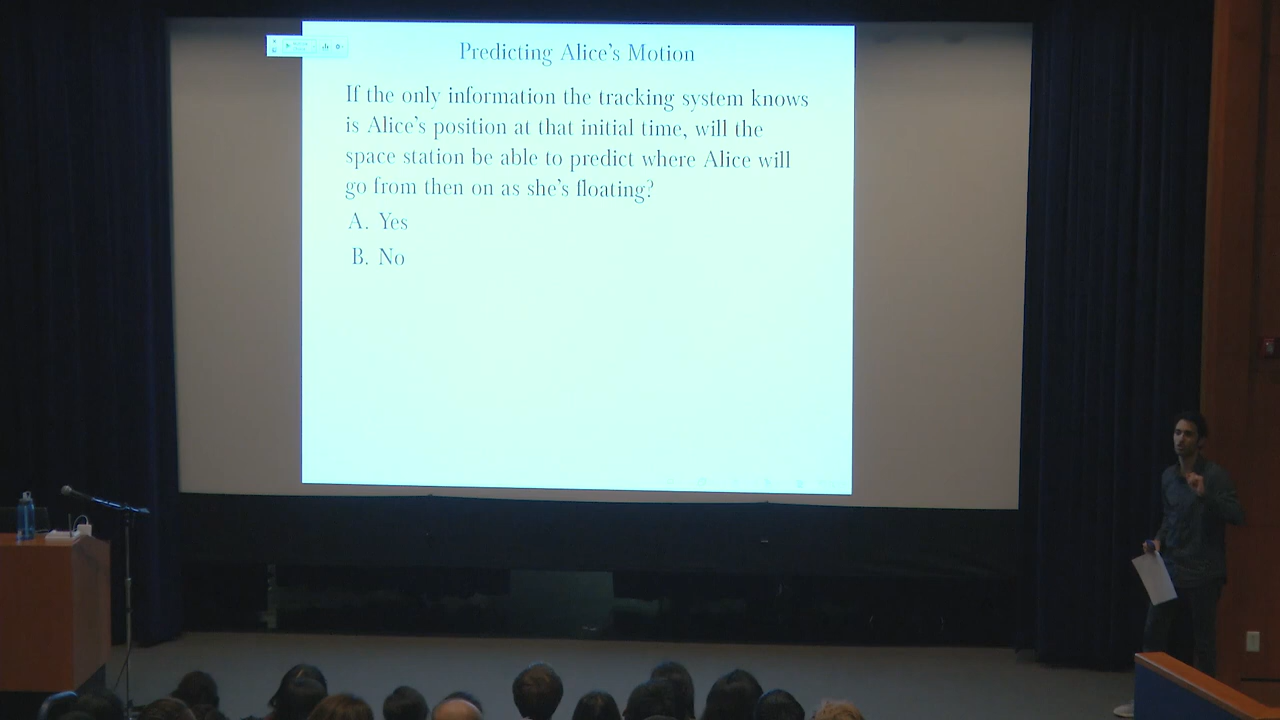 Predicting Alice's Motion
If the only information the tracking system knows
is Alice's position at that initial time, will the
space station be able to predict where Alice will
go from then on as she's floating?
A. Yes
B. No